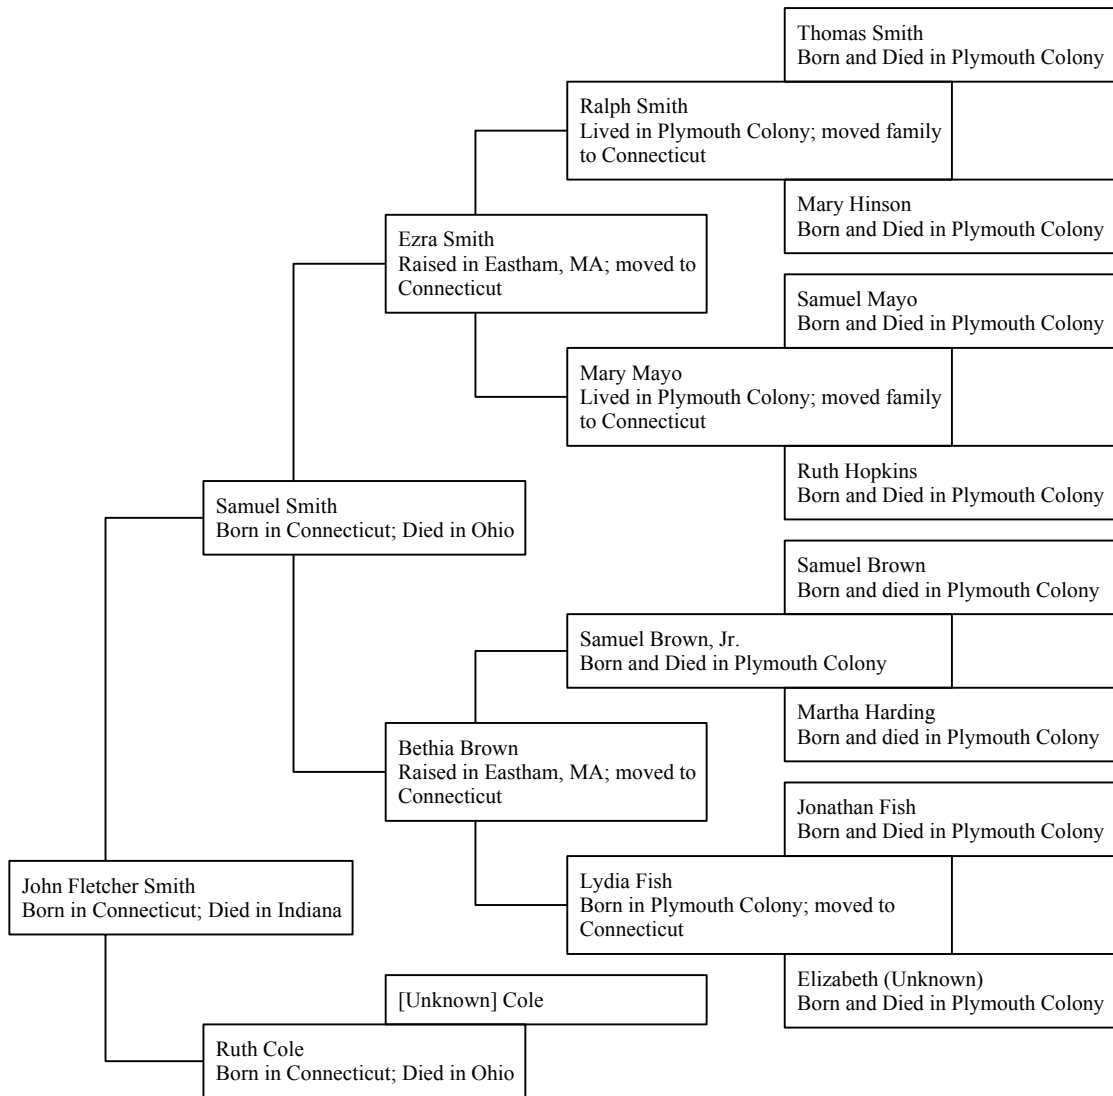 Thomas Smith
Born and Died in Plymouth Colony
Ralph Smith
Lived in Plymouth Colony; moved family
to Connecticut
Mary Hinson
Born and Died in Plymouth Colony
Ezra Smith
Raised in Eastham, MA; moved to
Connecticut
Samuel Mayo
Born and Died in Plymouth Colony
Mary Mayo
Lived in Plymouth Colony; moved family
to Connecticut
Ruth Hopkins
Born and Died in Plymouth Colony
Samuel Smith
Born in Connecticut; Died in Ohio
Samuel Brown
Born and died in Plymouth Colony
Samuel Brown, Jr.
Born and Died in Plymouth Colony
Martha Harding
Born and died in Plymouth Colony
Bethia Brown
Raised in Eastham, MA; moved to
Connecticut
Jonathan Fish
Born and Died in Plymouth Colony
Lydia Fish
Born in Plymouth Colony; moved to
Connecticut
Elizabeth (Unknown)
Born and Died in Plymouth Colony
John Fletcher Smith
Born in Connecticut; Died in Indiana
[Unknown] Cole
Ruth Cole
Born in Connecticut; Died in Ohio